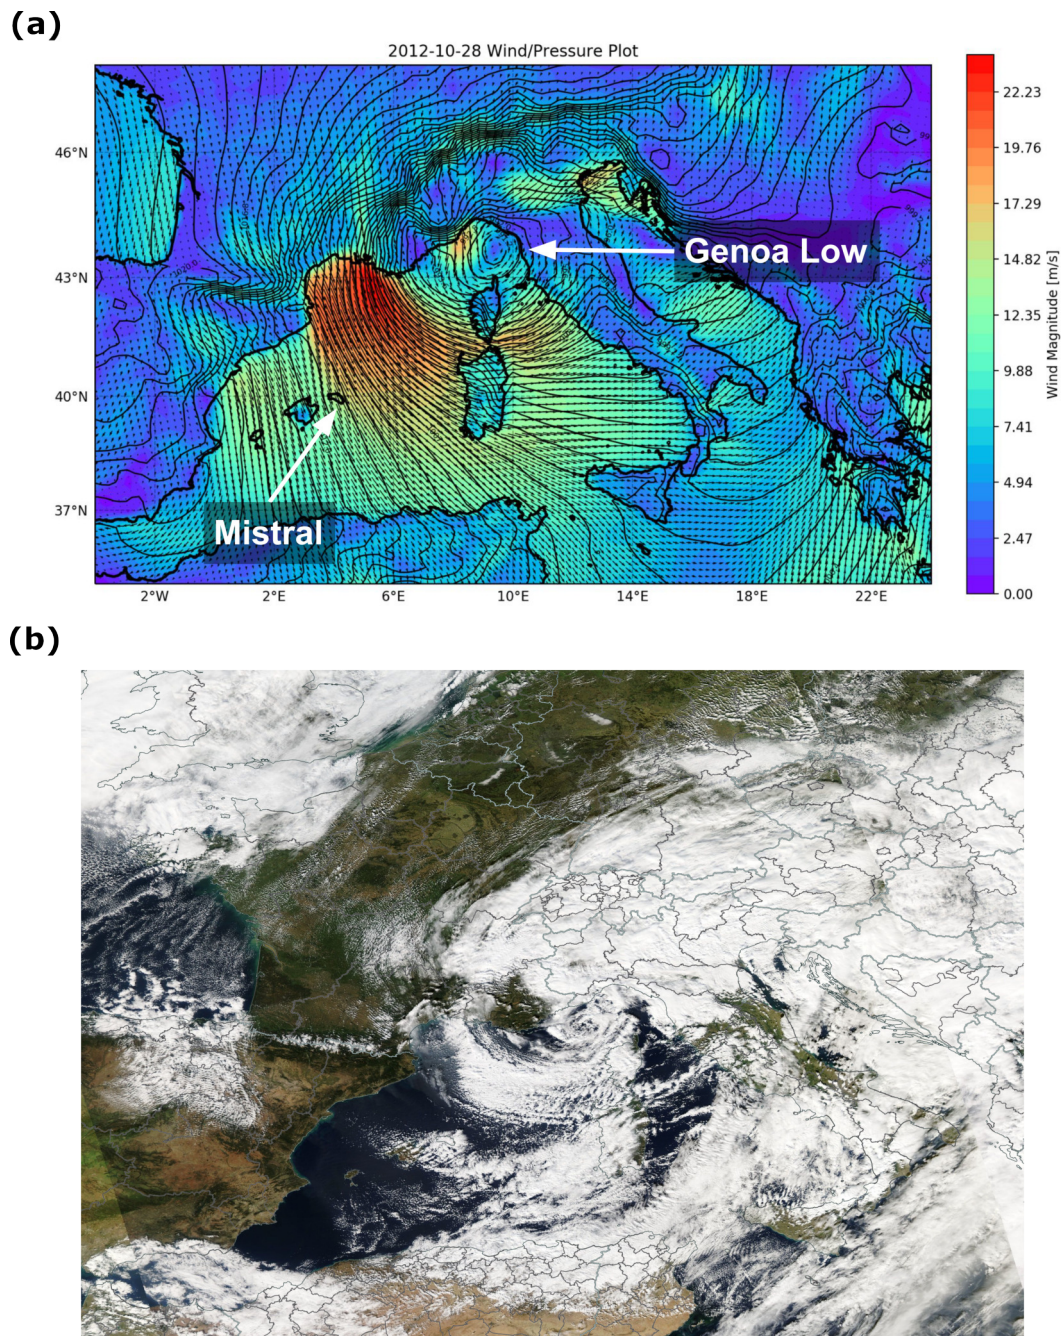 (a)
2012-10-28 Wind/Pressure Plot
46°N
43°N
40°N
37°N
2°W 2°E 6°E 10°E 14°E 18°E 22°E
Genoa Low
Mistral
22.23
19.76
17.29
14.82
12.35
9.88
7.41
4.94
2.47
0.00
Wind Magnitude [m/s]
(b)